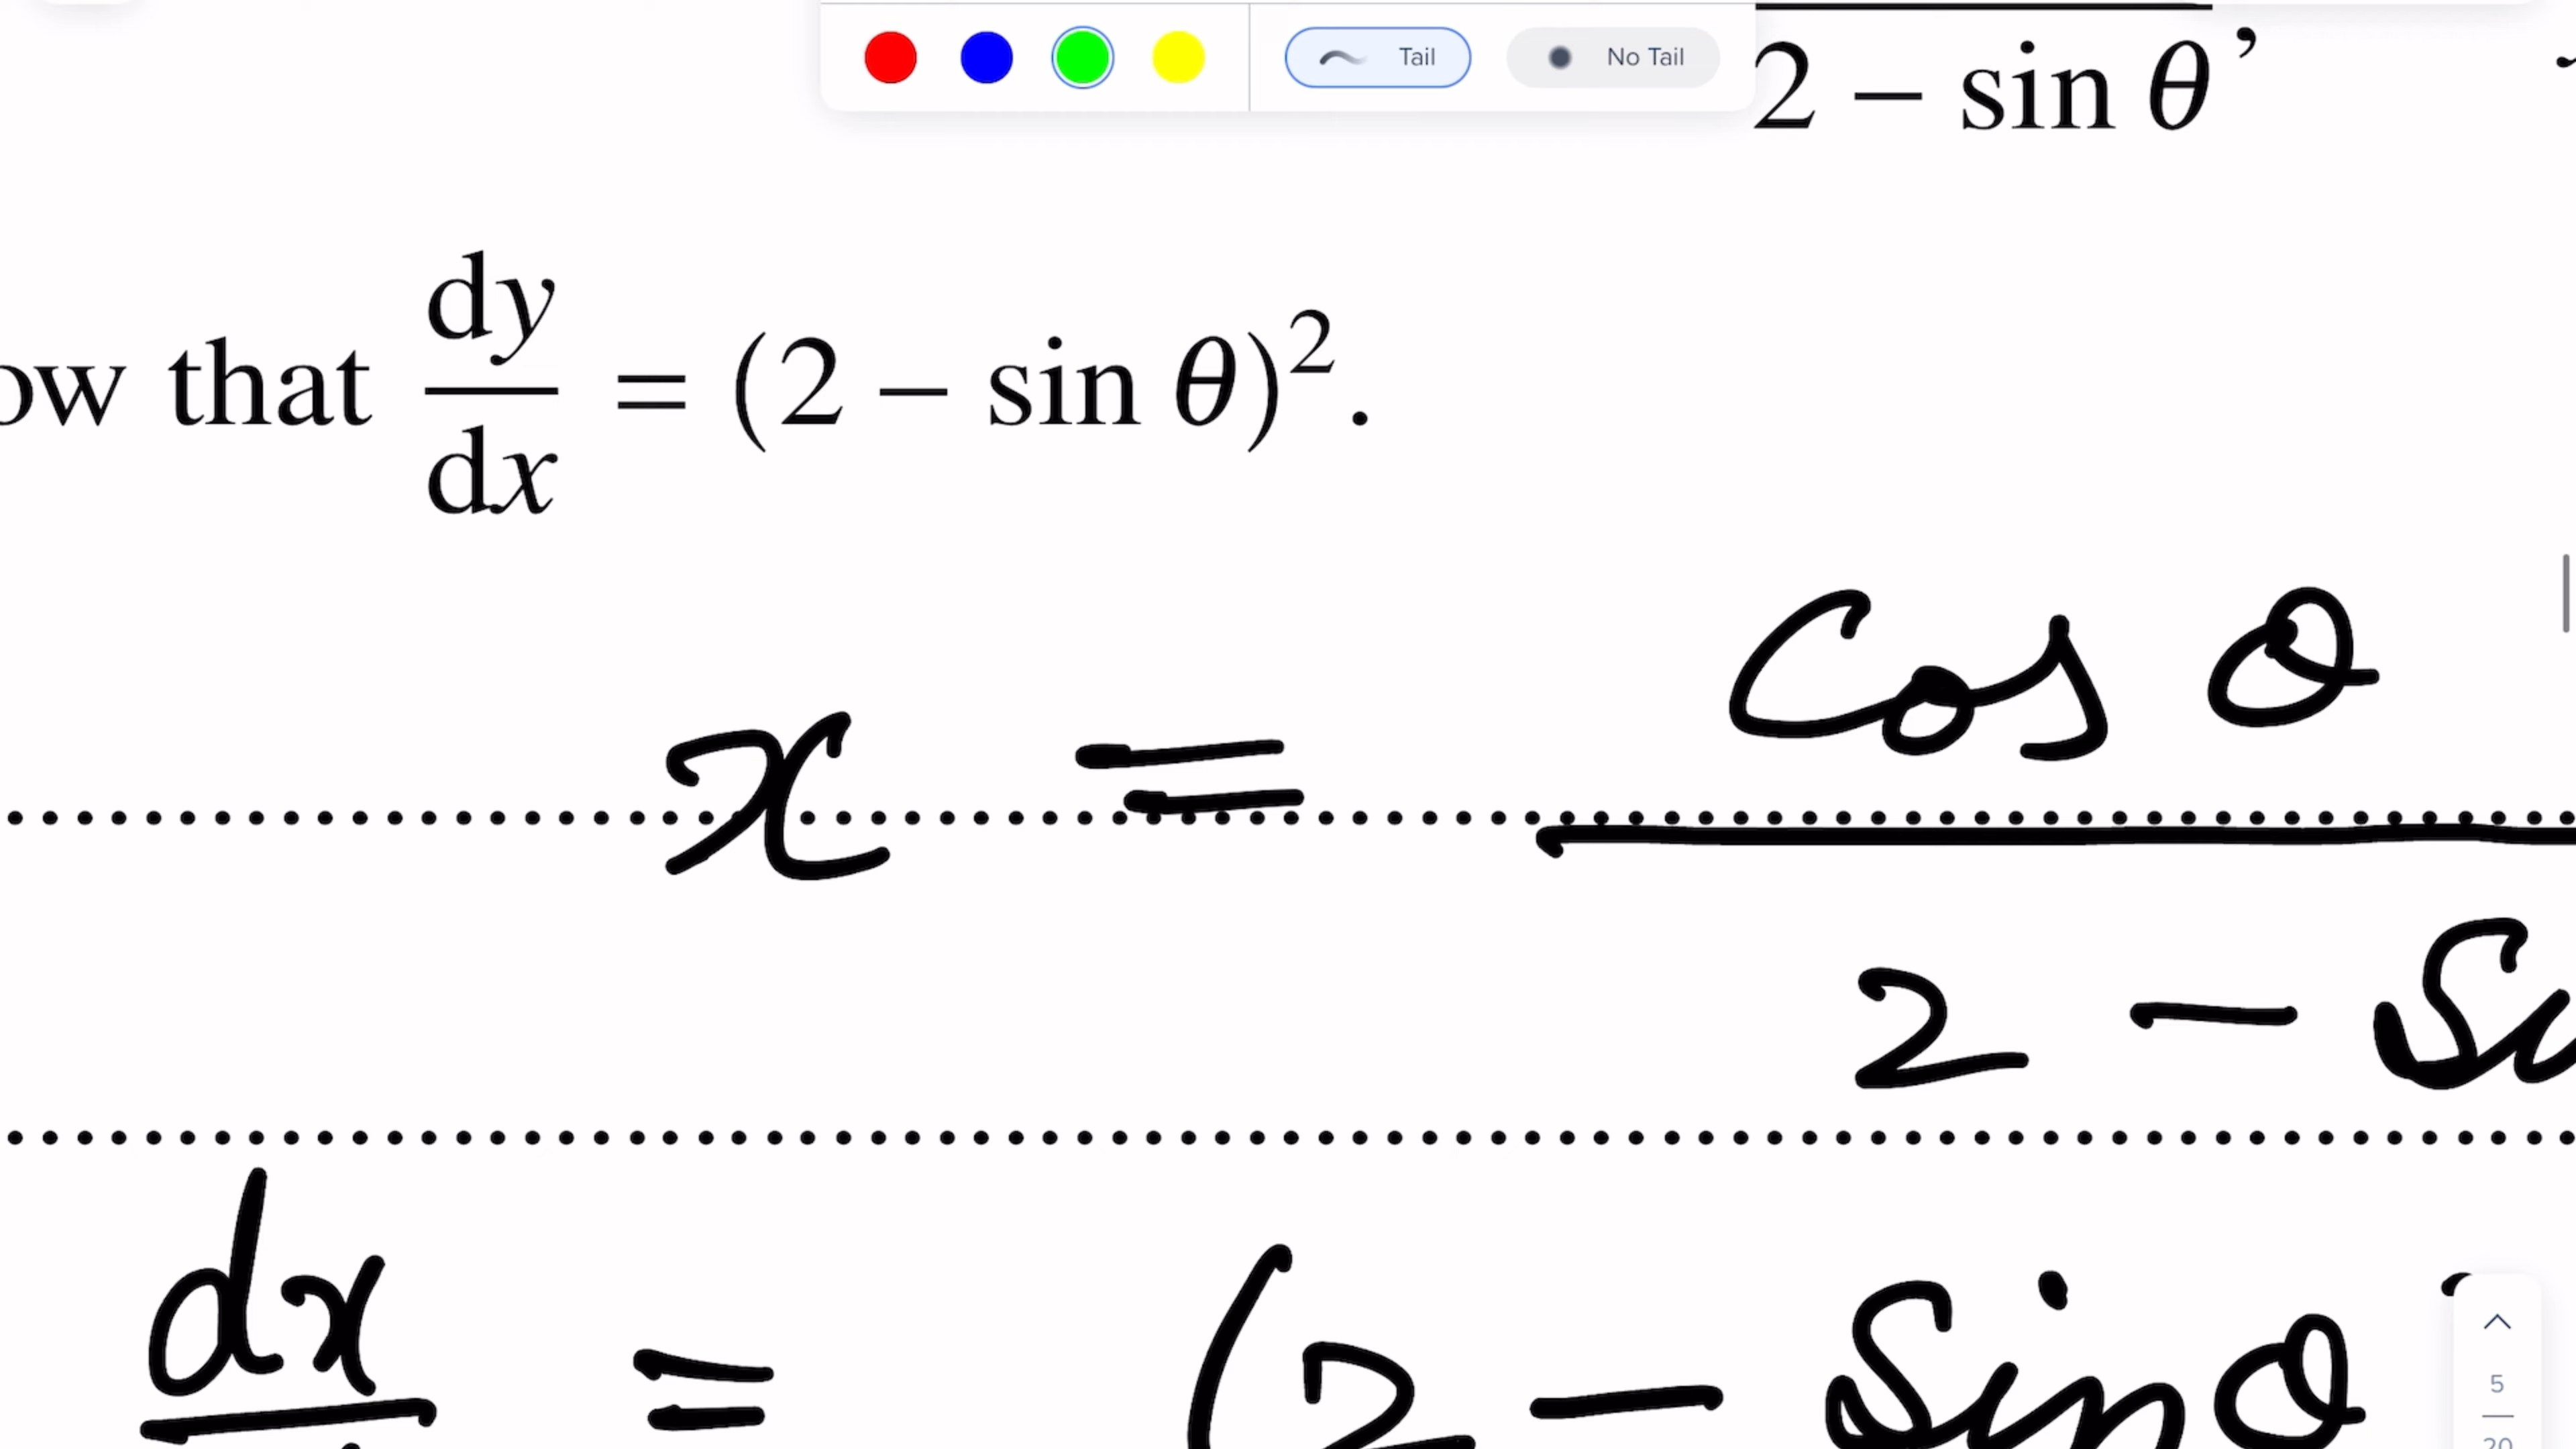 Tail No Tail
2 − sin θ’
ow that dy/dx = (2 − sin θ)².
x = cos θ
2 − Si
dx = (2 − sin θ
5
20